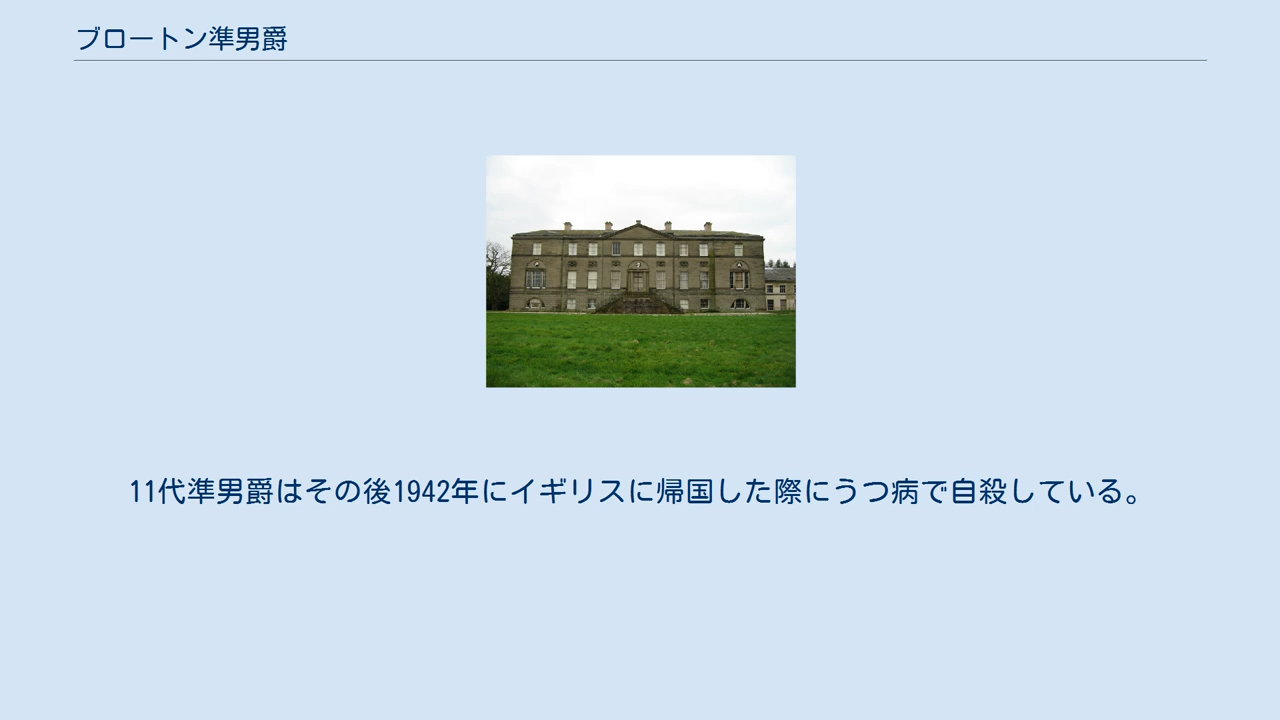 ブロートン準男爵
11代準男爵はその後1942年にイギリスに帰国した際にうつ病で自殺している。